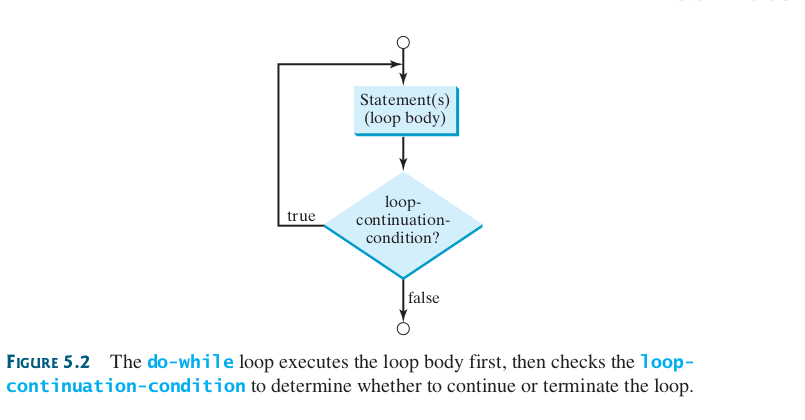 Statement(s)
(loop body)
loop-
continuation-
condition?
true
false
FIGURE 5.2 The do-while loop executes the loop body first, then checks the loop-
continuation-condition to determine whether to continue or terminate the loop.